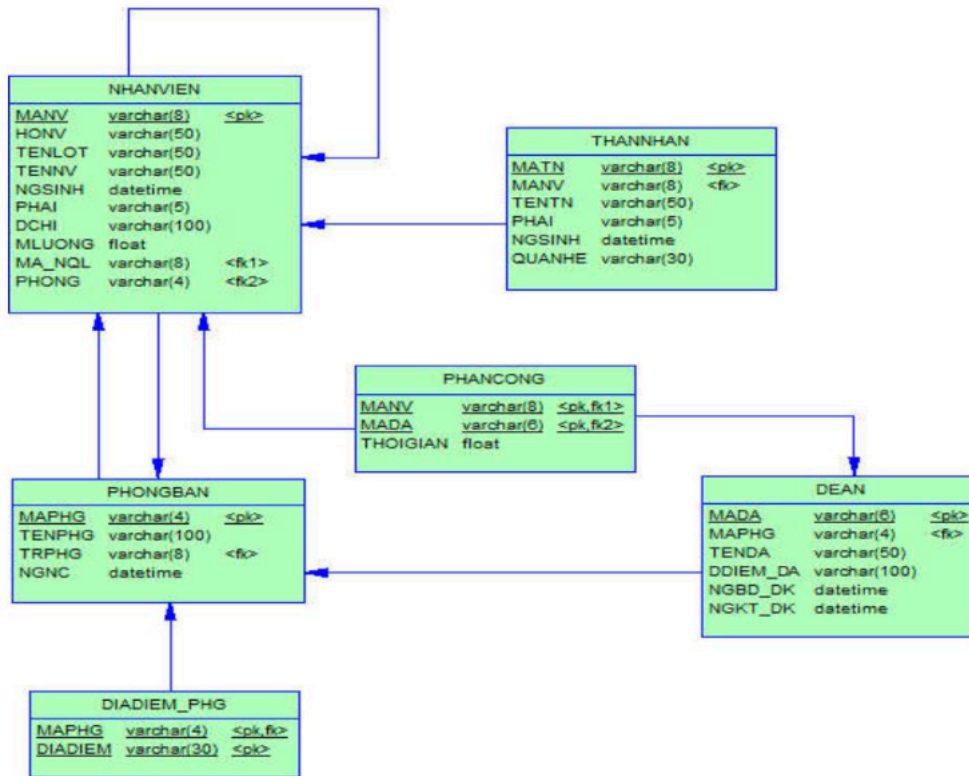 NHANVIEN
MANV varchar(8) <pk>
HONV varchar(50)
TENLOT varchar(50)
TENNV varchar(50)
NGSINH datetime
PHAI varchar(5)
DCHI varchar(100)
MLUONG float
MA_NQL varchar(8) <fk1>
PHONG varchar(4) <fk2>
THANNHAN
MATN varchar(8) <pk>
MANV varchar(8) <fk>
TENTN varchar(50)
PHAI varchar(5)
NGSINH datetime
QUANHE varchar(30)
PHANCONG
MANV varchar(8) <pk,fk1>
MADA varchar(6) <pk,fk2>
THOIGIAN float
PHONGBAN
MAPHG varchar(4) <pk>
TENPHG varchar(100)
TRPHG varchar(8) <fk>
NGNC datetime
DEAN
MADA varchar(6) <pk>
MAPHG varchar(4) <fk>
TENDA varchar(50)
DDIEM_DA varchar(100)
NGBD_DK datetime
NGKT_DK datetime
DIADIEM_PHG
MAPHG varchar(4) <pk,fk>
DIADIEM varchar(30) <pk>